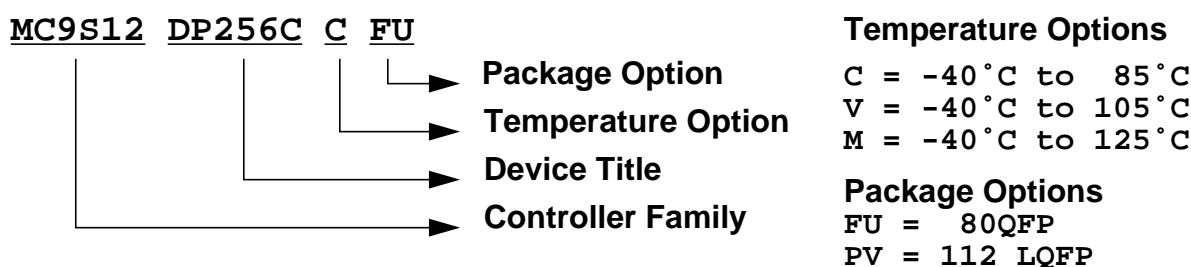 MC9S12 DP256C C FU
Package Option
Temperature Option
Device Title
Controller Family
Temperature Options
C = -40˚C to 85˚C
V = -40˚C to 105˚C
M = -40˚C to 125˚C
Package Options
FU = 80QFP
PV = 112 LQFP